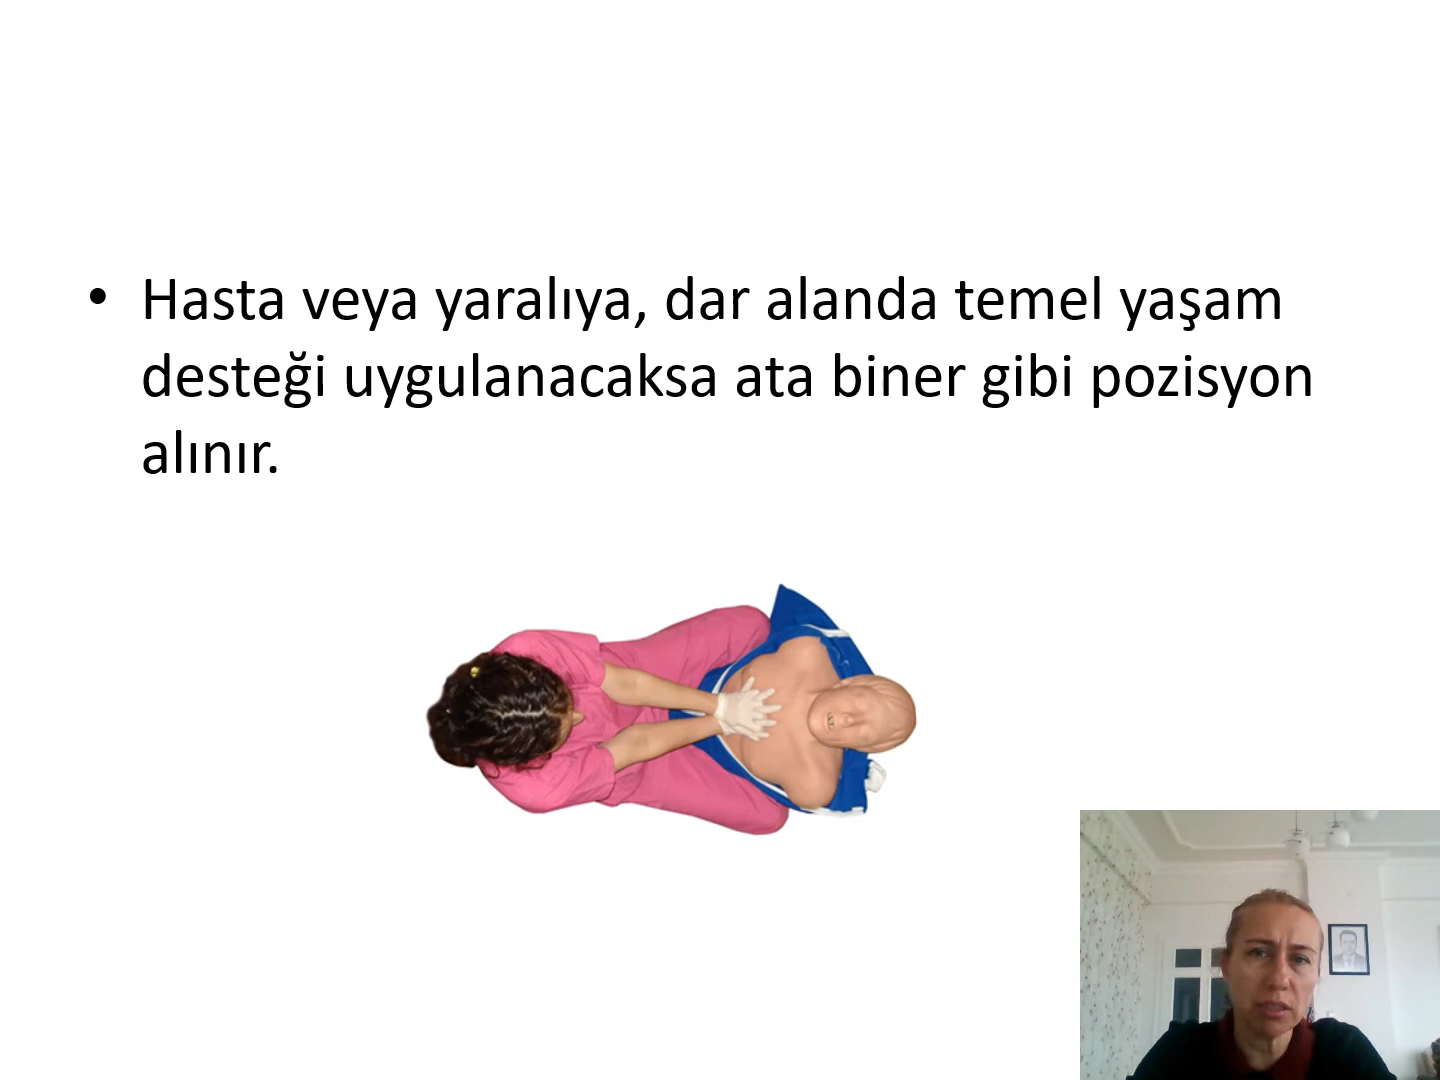 • Hasta veya yaralıya, dar alanda temel yaşam
desteği uygulanacaksa ata biner gibi pozisyon
alınır.